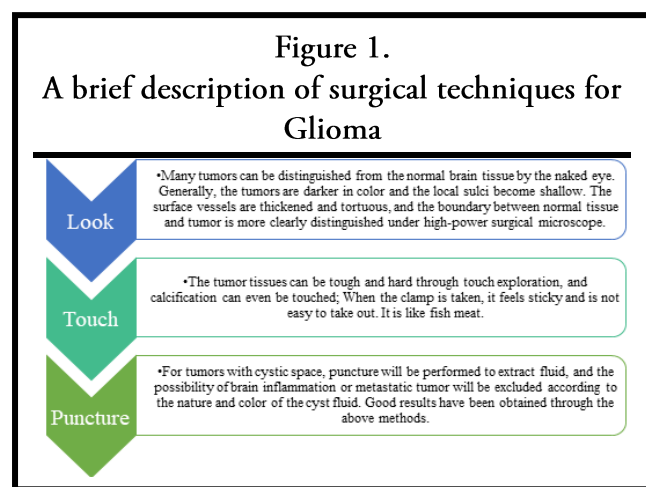 Figure 1.
A brief description of surgical techniques for
Glioma
Look
•Many tumors can be distinguished from the normal brain tissue by the naked eye.
Generally, the tumors are darker in color and the local sulci become shallow. The
surface vessels are thickened and tortuous, and the boundary between normal tissue
and tumor is more clearly distinguished under high-power surgical microscope.
Touch
•The tumor tissues can be tough and hard through touch exploration, and
calcification can even be touched; When the clamp is taken, it feels sticky and is not
easy to take out. It is like fish meat.
Puncture
•For tumors with cystic space, puncture will be performed to extract fluid, and the
possibility of brain inflammation or metastatic tumor will be excluded according to
the nature and color of the cyst fluid. Good results have been obtained through the
above methods.